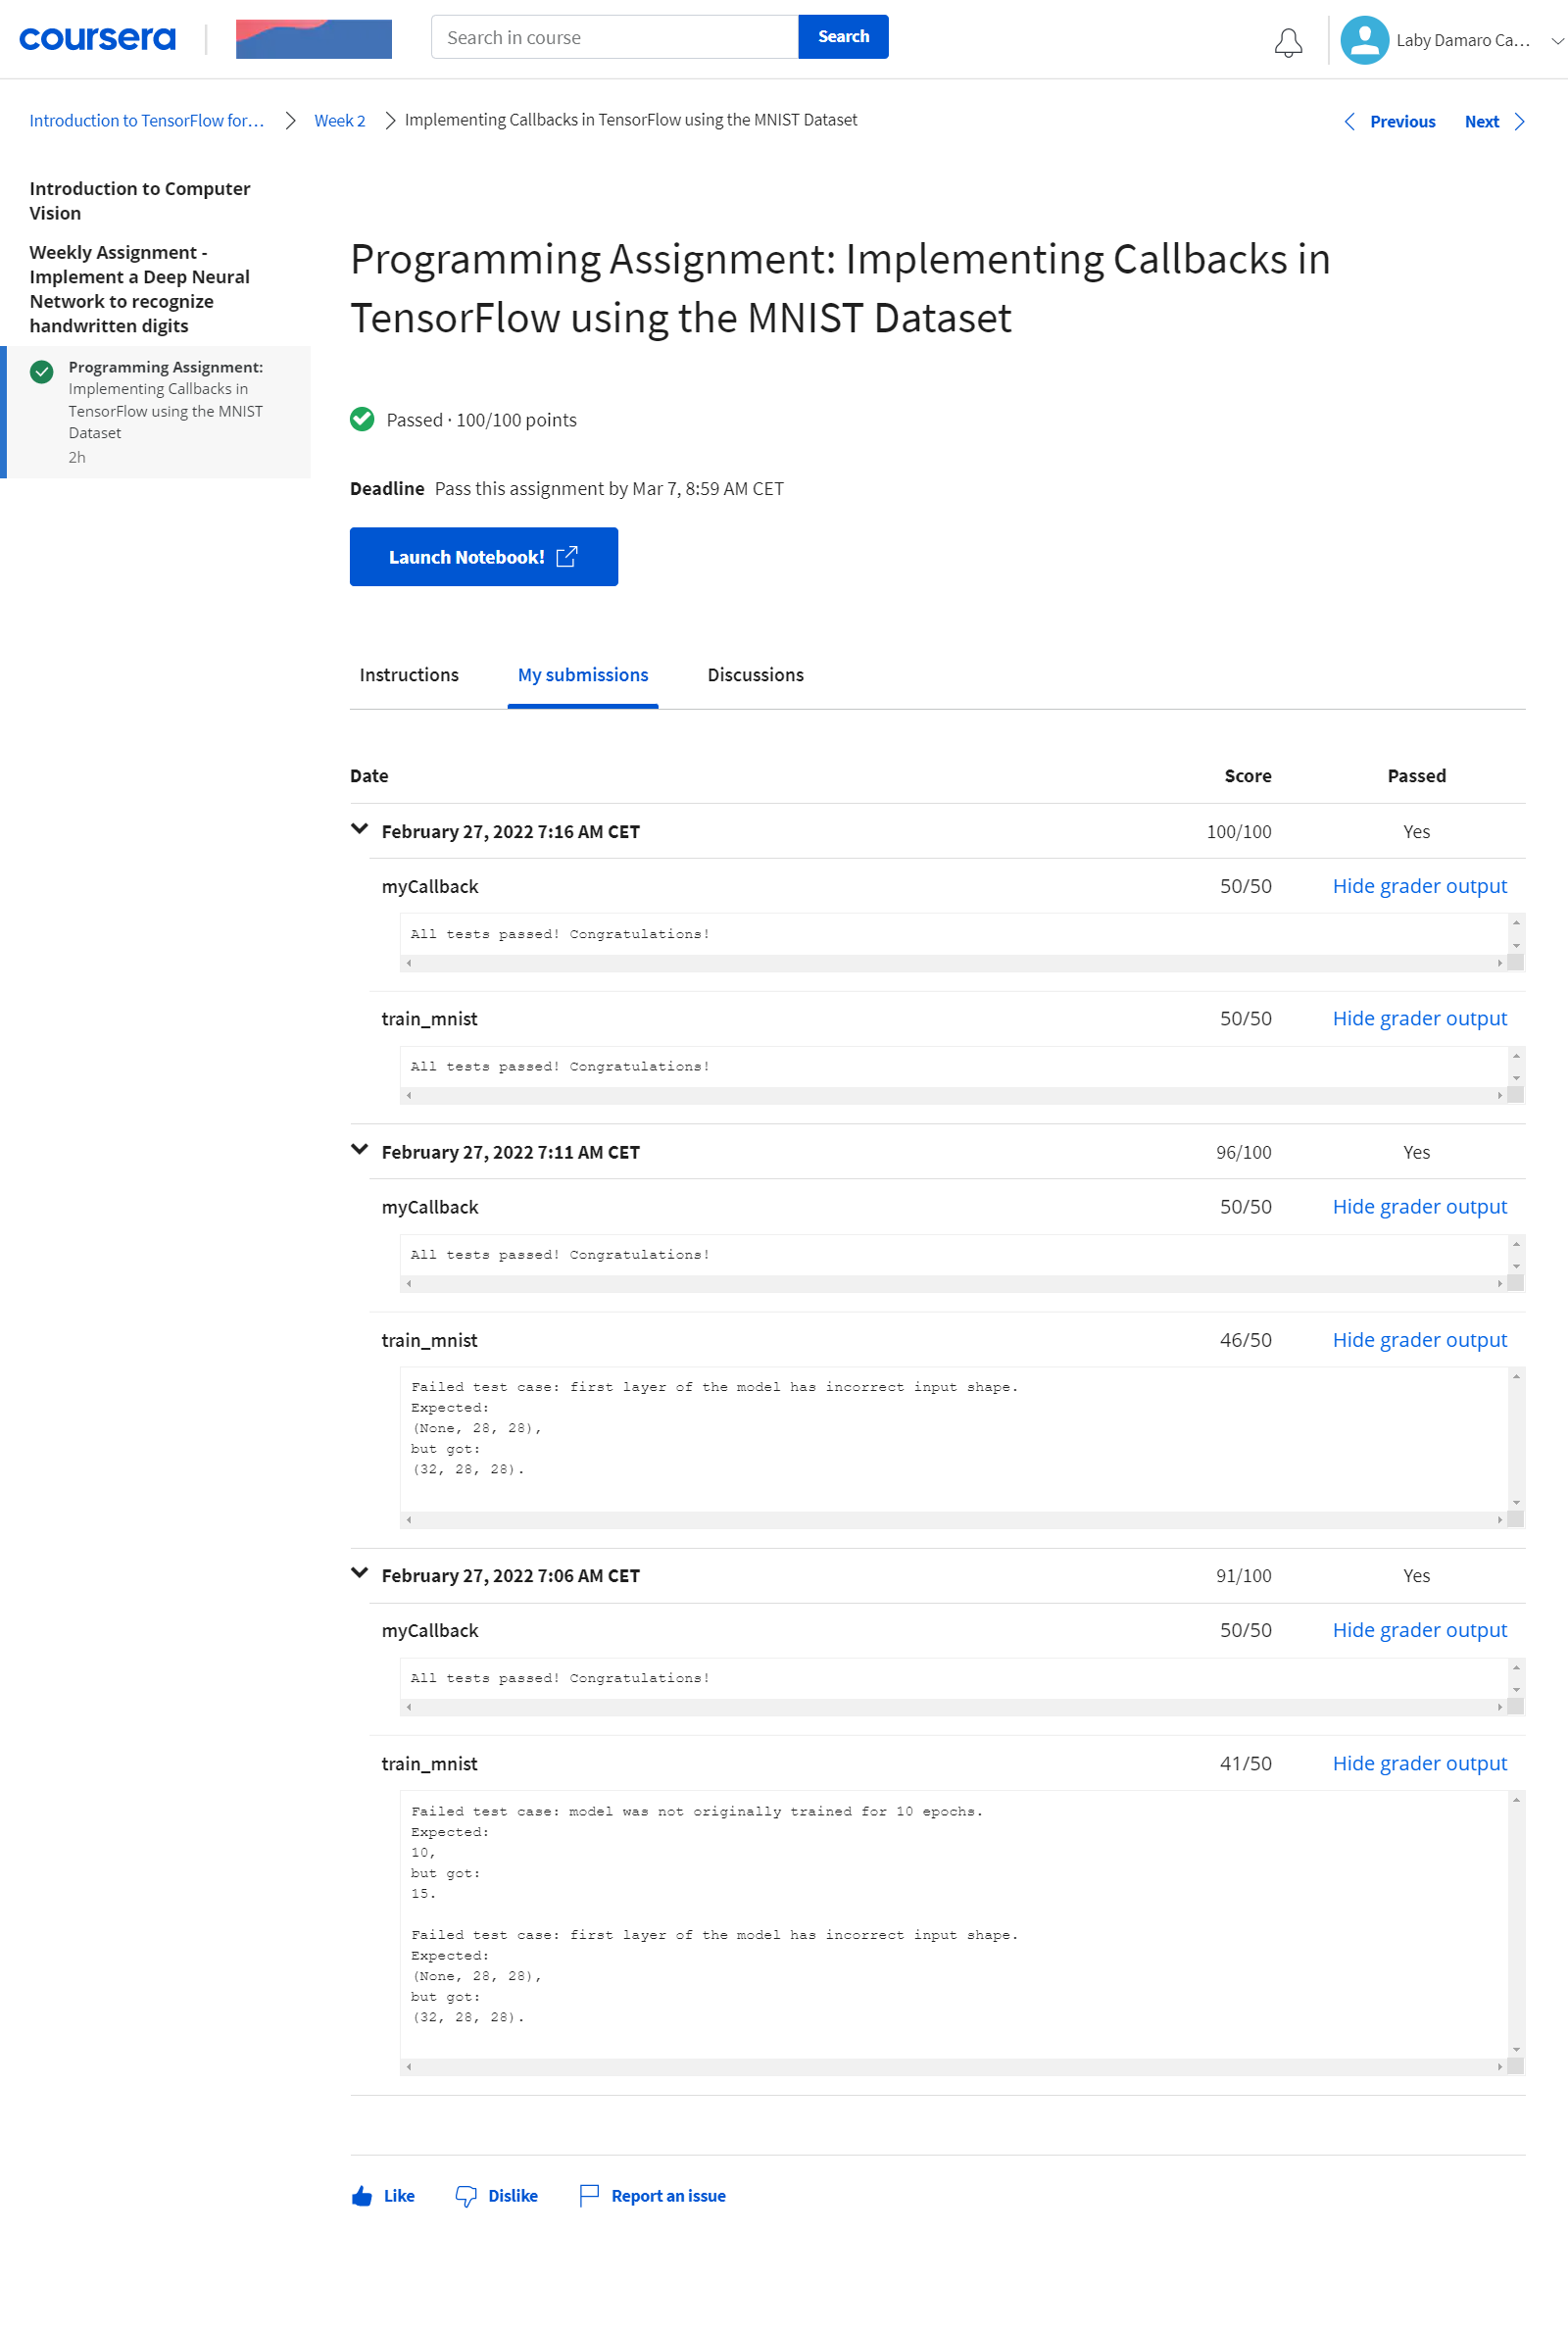 coursera
Search in course
Search
Laby Damaro Ca...
Introduction to TensorFlow for...
Week 2
Implementing Callbacks in TensorFlow using the MNIST Dataset
Previous
Next
Introduction to Computer
Vision
Weekly Assignment -
Implement a Deep Neural
Network to recognize
handwritten digits
Programming Assignment:
Implementing Callbacks in
TensorFlow using the MNIST
Dataset
2h
Programming Assignment: Implementing Callbacks in
TensorFlow using the MNIST Dataset
Passed · 100/100 points
Deadline Pass this assignment by Mar 7, 8:59 AM CET
Launch Notebook!
Instructions My submissions Discussions
Date Score Passed
February 27, 2022 7:16 AM CET 100/100 Yes
myCallback 50/50 Hide grader output
All tests passed! Congratulations!
train_mnist 50/50 Hide grader output
All tests passed! Congratulations!
February 27, 2022 7:11 AM CET 96/100 Yes
myCallback 50/50 Hide grader output
All tests passed! Congratulations!
train_mnist 46/50 Hide grader output
Failed test case: first layer of the model has incorrect input shape.
Expected:
(None, 28, 28),
but got:
(32, 28, 28).
February 27, 2022 7:06 AM CET 91/100 Yes
myCallback 50/50 Hide grader output
All tests passed! Congratulations!
train_mnist 41/50 Hide grader output
Failed test case: model was not originally trained for 10 epochs.
Expected:
10,
but got:
15.
Failed test case: first layer of the model has incorrect input shape.
Expected:
(None, 28, 28),
but got:
(32, 28, 28).
Like Dislike Report an issue